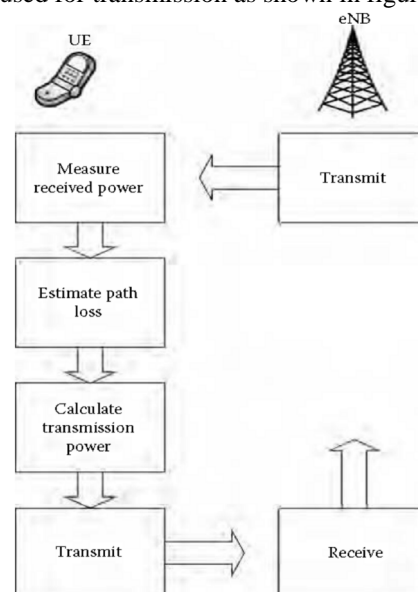 used for transmission as shown in figur
eNB
UE
Measure
received power
Transmit
Estimate path
loss
Calculate
transmission
power
Transmit
Receive